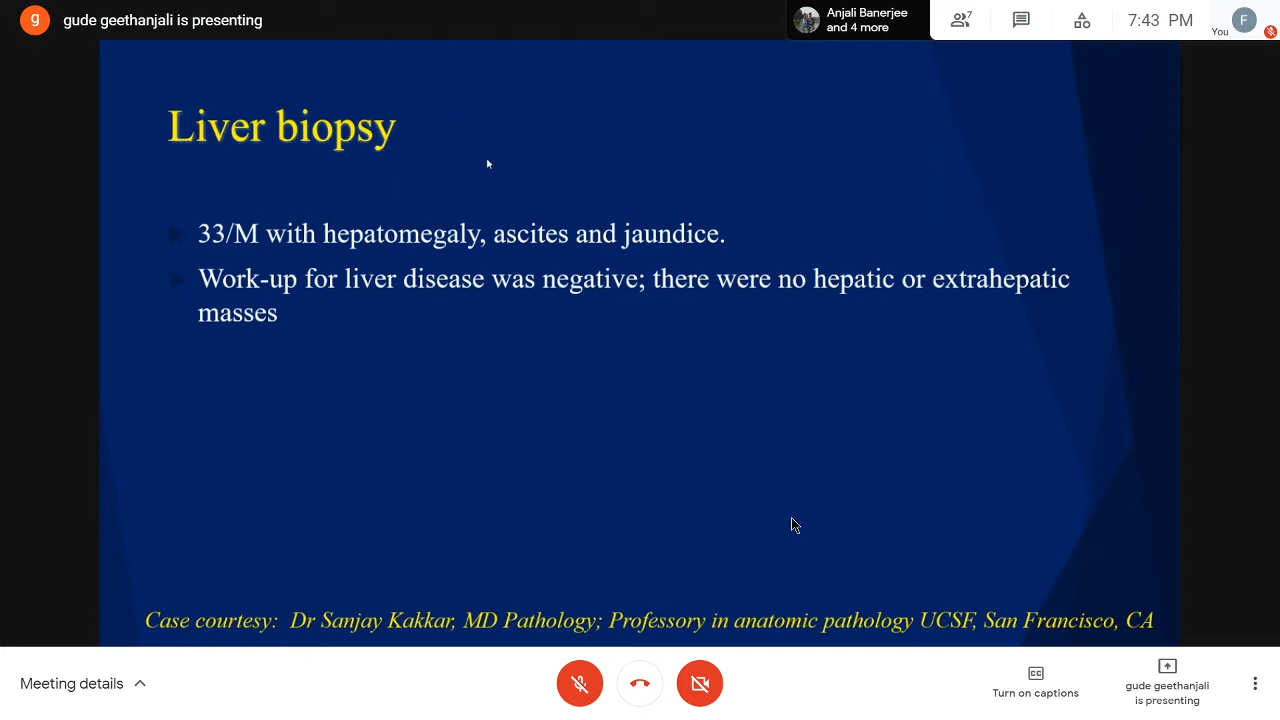 g
gude geethanjali is presenting
Anjali Banerjee
and 4 more
7
7:43 PM
You
F
Liver biopsy
33/M with hepatomegaly, ascites and jaundice.
Work-up for liver disease was negative; there were no hepatic or extrahepatic
masses
Case courtesy: Dr Sanjay Kakkar, MD Pathology; Professory in anatomic pathology UCSF, San Francisco, CA
Meeting details
CC
Turn on captions
gude geethanjali
is presenting